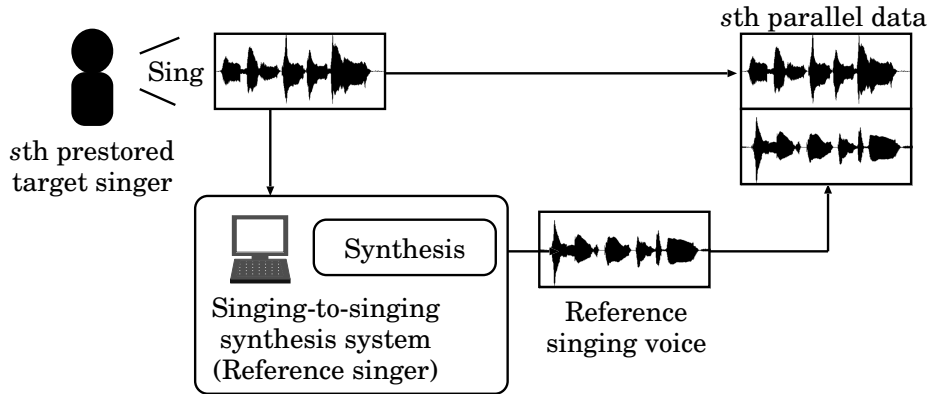 sth parallel data
Sing
sth prestored
target singer
Synthesis
Singing-to-singing
synthesis system
(Reference singer)
Reference
singing voice